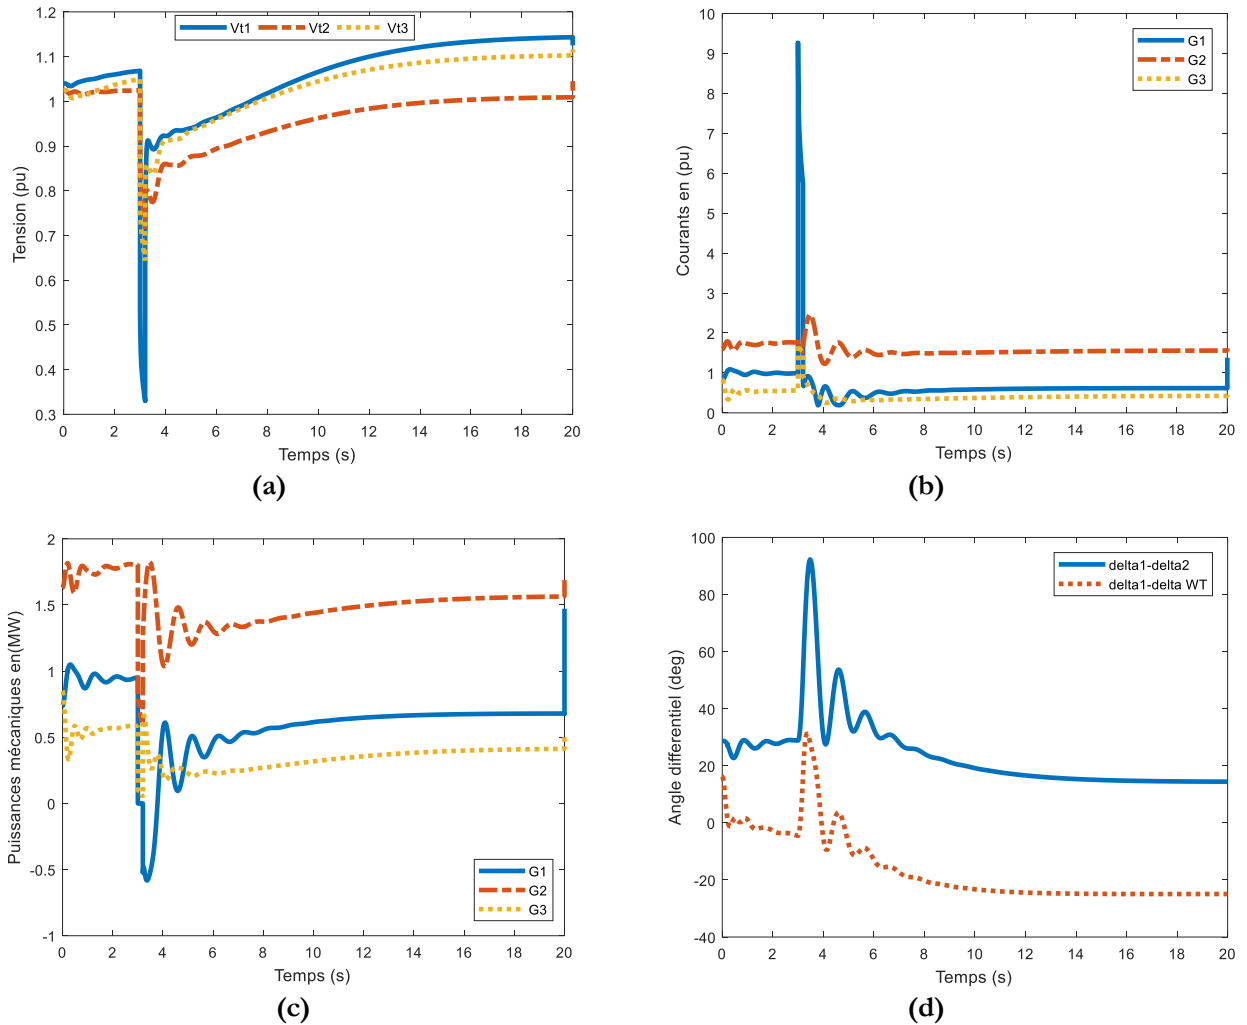 Vt1 Vt2 Vt3
1.2
1.1
1
0.9
0.8
0.7
0.6
0.5
0.4
0.3
Tension (pu)
0 2 4 6 8 10 12 14 16 18 20
Temps (s)
(a)
G1
G2
G3
10
9
8
7
6
5
4
3
2
1
0
Courants en (pu)
0 2 4 6 8 10 12 14 16 18 20
Temps (s)
(b)
2
1.5
1
0.5
0
-0.5
-1
Puissances mécaniques en(MW)
G1
G2
G3
0 2 4 6 8 10 12 14 16 18 20
Temps (s)
(c)
delta1-delta2
delta1-delta WT
100
80
60
40
20
0
-20
-40
Angle differentiel (deg)
0 2 4 6 8 10 12 14 16 18 20
Temps (s)
(d)